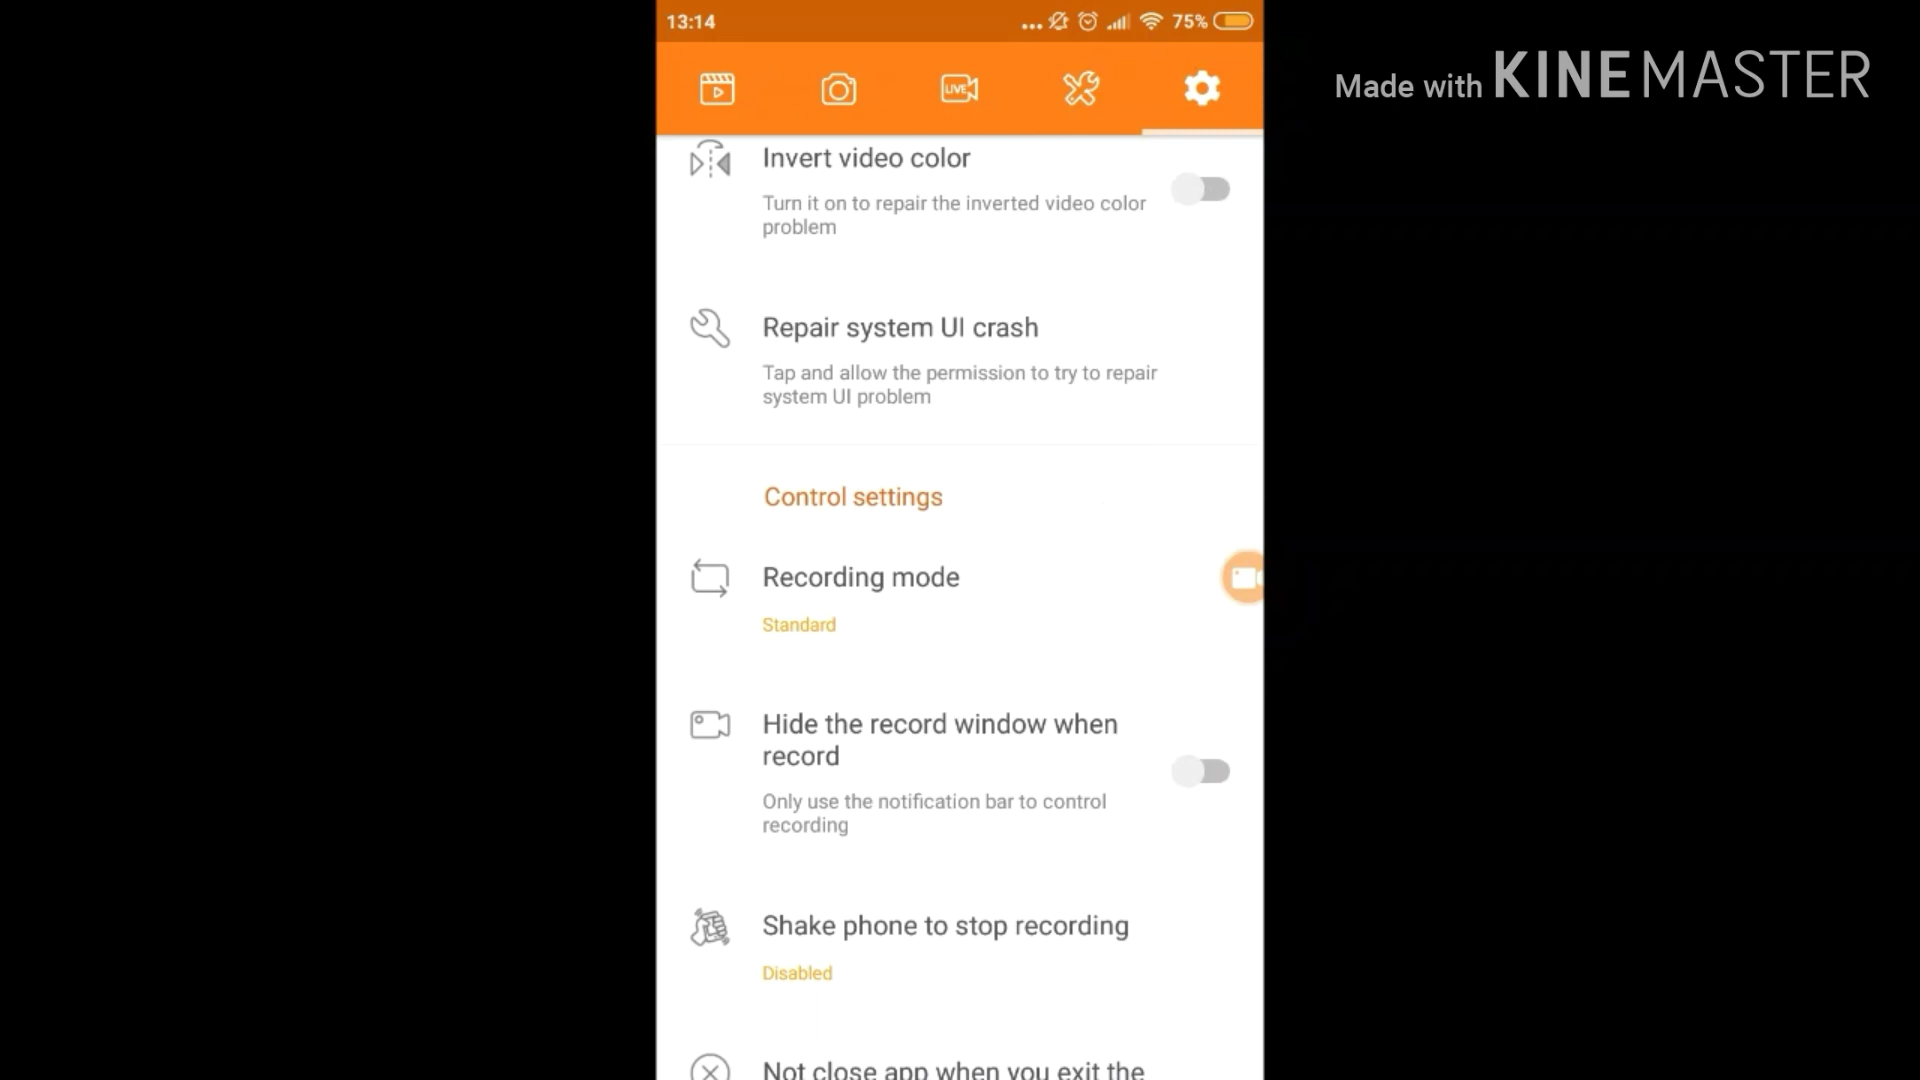 13:14
75%
LIVE
Made with KINEMASTER
Invert video color
Turn it on to repair the inverted video color
problem
Repair system UI crash
Tap and allow the permission to try to repair
system UI problem
Control settings
Recording mode
Standard
Hide the record window when
record
Only use the notification bar to control
recording
Shake phone to stop recording
Disabled
Not close app when you exit the